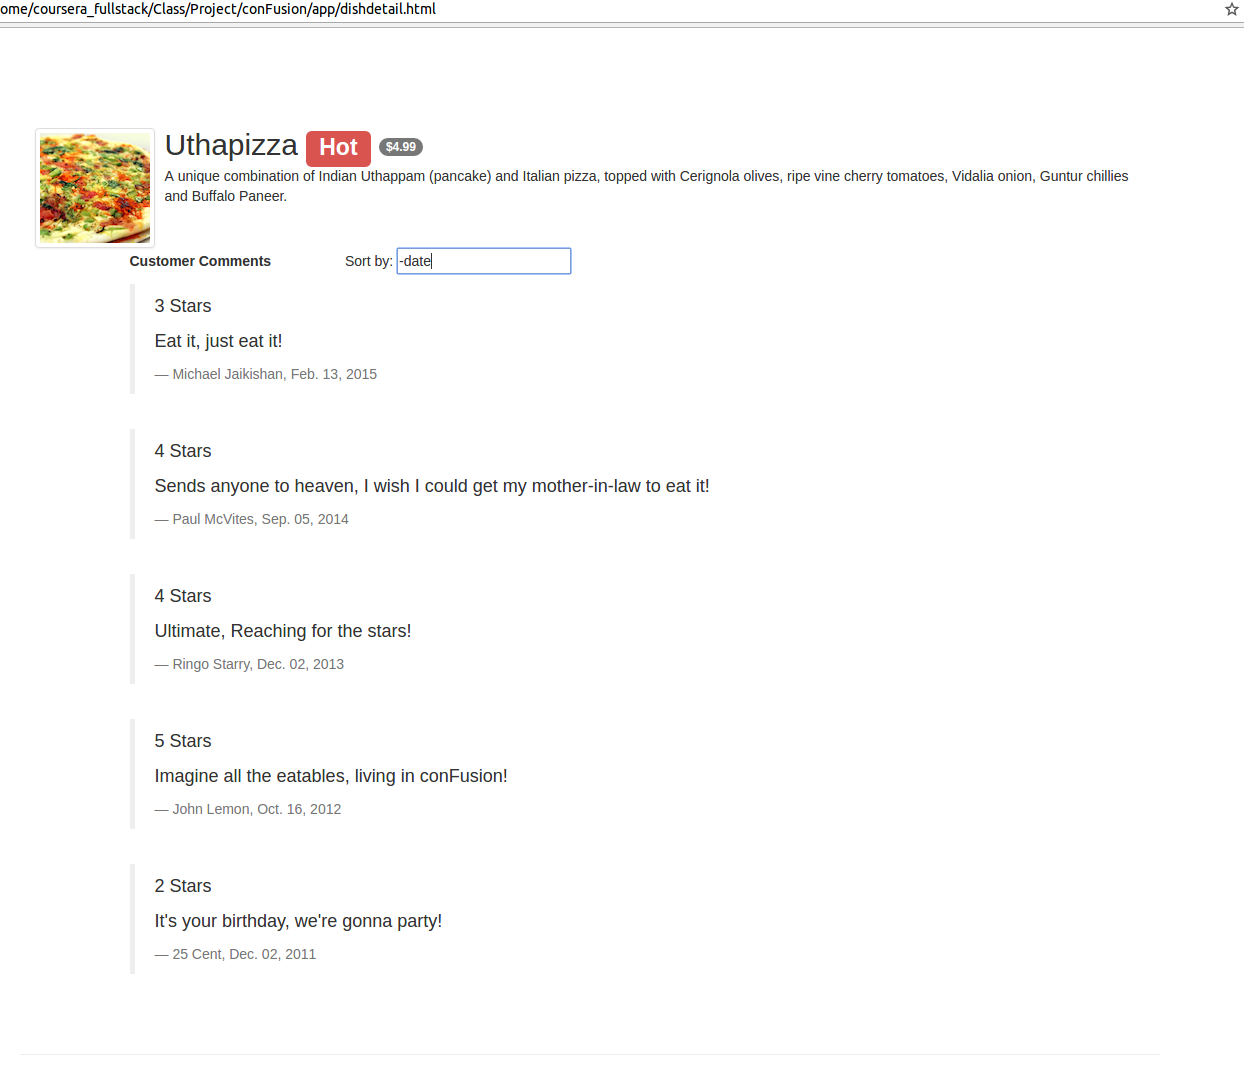 ome/coursera_fullstack/Class/Project/conFusion/app/dishdetail.html
Uthapizza Hot $4.99
A unique combination of Indian Uthappam (pancake) and Italian pizza, topped with Cerignola olives, ripe vine cherry tomatoes, Vidalia onion, Guntur chillies
and Buffalo Paneer.
Customer Comments Sort by: -date
3 Stars
Eat it, just eat it!
— Michael Jaikishan, Feb. 13, 2015
4 Stars
Sends anyone to heaven, I wish I could get my mother-in-law to eat it!
— Paul McVites, Sep. 05, 2014
4 Stars
Ultimate, Reaching for the stars!
— Ringo Starry, Dec. 02, 2013
5 Stars
Imagine all the eatables, living in conFusion!
— John Lemon, Oct. 16, 2012
2 Stars
It's your birthday, we're gonna party!
— 25 Cent, Dec. 02, 2011